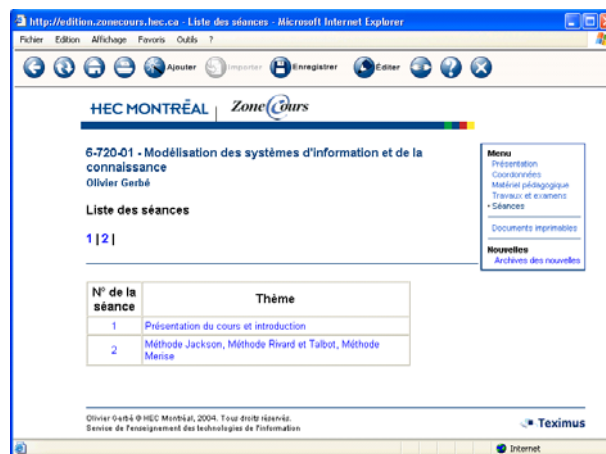 http://edition.zonecours.hec.ca - Liste des séances - Microsoft Internet Explorer
Fichier Edition Affichage Favoris Outils ?
Ajouter Importer Enregistrer Éditer
HEC MONTRÉAL | ZoneCours
6-720-01 - Modélisation des systèmes d'information et de la
connaissance
Olivier Gerbé
Liste des séances
1 | 2 |
Menu
Présentation
Coordonnées
Matériel pédagogique
Travaux et examens
• Séances
Documents imprimables
Nouvelles
Archives des nouvelles
N° de la
séance
Thème
1 Présentation du cours et introduction
2 Méthode Jackson, Méthode Rivard et Talbot, Méthode
Merise
Olivier Gerbé © HEC Montréal, 2004. Tous droits réservés.
Service de l'enseignement des technologies de l'information
Teximus
Internet